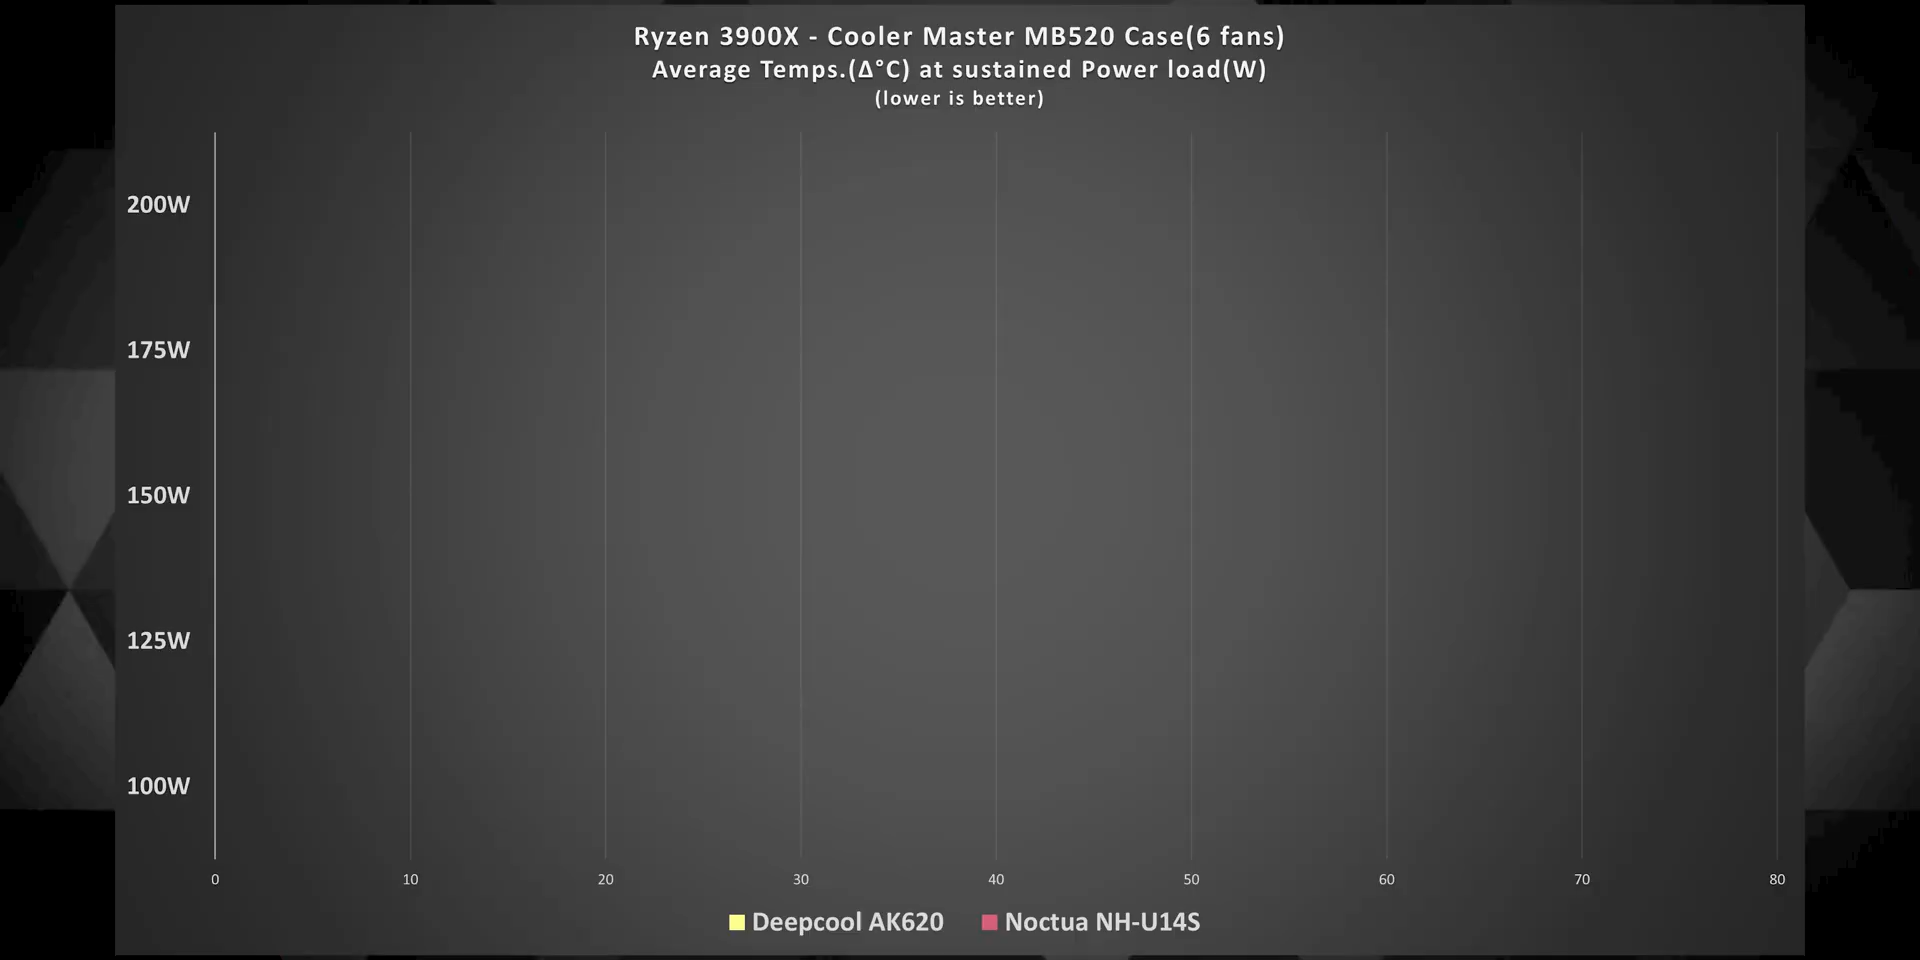 Ryzen 3900X - Cooler Master MB520 Case(6 fans)
Average Temps.(Δ°C) at sustained Power load(W)
(lower is better)
200W
175W
150W
125W
100W
0 10 20 30 40 50 60 70 80
Deepcool AK620 Noctua NH-U14S